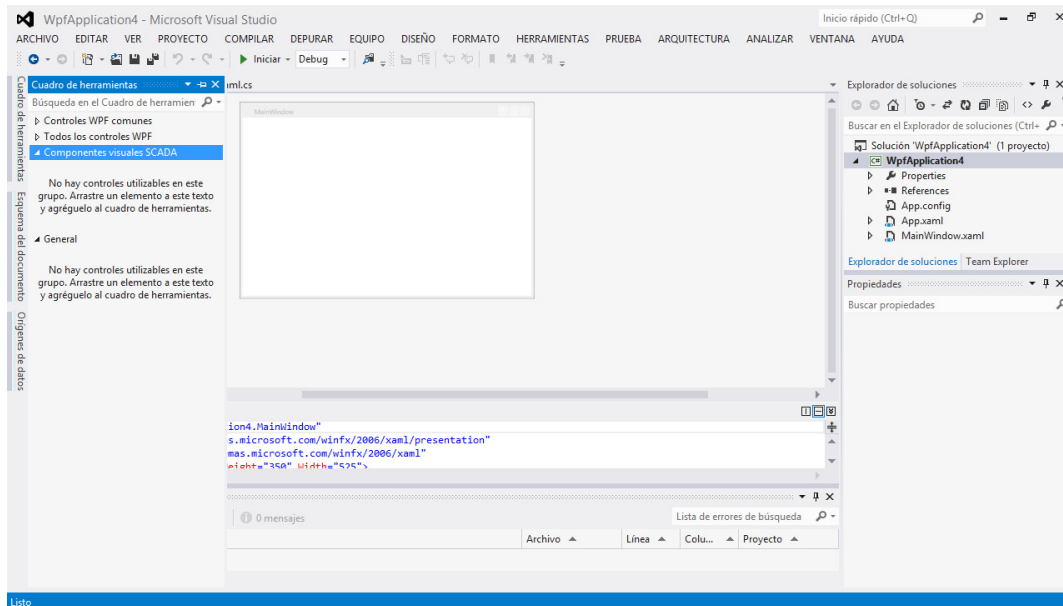 WpfApplication4 - Microsoft Visual Studio
Inicio rápido (Ctrl+Q)
ARCHIVO EDITAR VER PROYECTO COMPILAR DEPURAR EQUIPO DISEÑO FORMATO HERRAMIENTAS PRUEBA ARQUITECTURA ANALIZAR VENTANA AYUDA
Iniciar Debug
Cuadro de herramientas
Esquema del documento
Orígenes de datos
Cuadro de herramientas
Búsqueda en el Cuadro de herramien
Controles WPF comunes
Todos los controles WPF
Componentes visuales SCADA
No hay controles utilizables en este
grupo. Arrastre un elemento a este texto
y agréguelo al cuadro de herramientas.
General
No hay controles utilizables en este
grupo. Arrastre un elemento a este texto
y agréguelo al cuadro de herramientas.
ml.cs
MainWindow
ion4.MainWindow"
s.microsoft.com/winfx/2006/xaml/presentation"
mas.microsoft.com/winfx/2006/xaml"
eight="350" Width="525">
0 mensajes
Lista de errores de búsqueda
Archivo Línea Colu... Proyecto
Explorador de soluciones
Buscar en el Explorador de soluciones (Ctrl+
Solución 'WpfApplication4' (1 proyecto)
C# WpfApplication4
Properties
References
App.config
App.xaml
MainWindow.xaml
Explorador de soluciones Team Explorer
Propiedades
Buscar propiedades
Listo